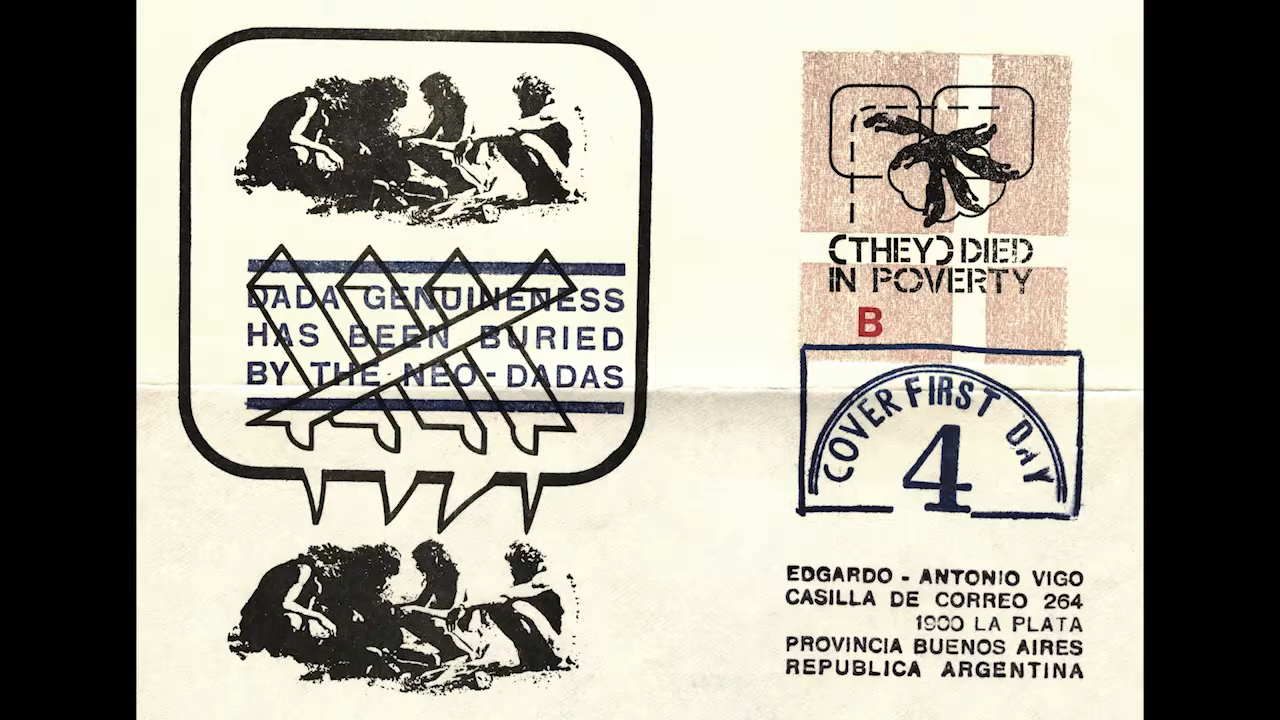 DADA GENUINENESS
HAS BEEN BURIED
BY THE NEO-DADAS
(THEY) DIED
IN POVERTY
B
COVER FIRST DAY
4
EDGARDO - ANTONIO VIGO
CASILLA DE CORREO 264
1900 LA PLATA
PROVINCIA BUENOS AIRES
REPUBLICA ARGENTINA